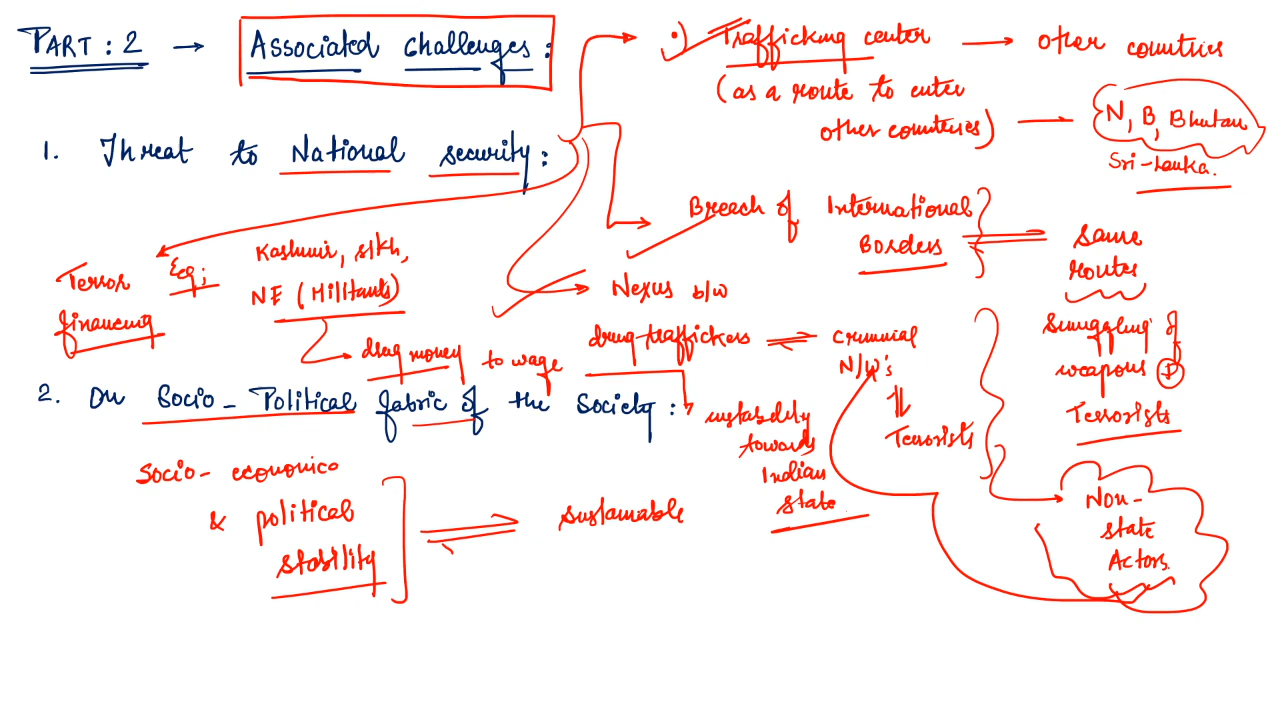 PART: 2 → Associated challenges:
•) Trafficking center → other countries
(as a route to enter other countries) → N, B, Bhutan
Sri-Lanka.
1. Threat to National security:
Breach of International Borders
same routes
smuggling of weapons
Terrorists
Terror financing
Eg;
Kashmir, sikh,
NE (Militants)
drug money to wage
Nexus b/w
drug-traffickers ⇌ criminal N/W's
Terrorists
instability towards Indian state.
Non-state Actors.
2. On Socio-Political fabric of the Society:
Socio-economico
& political stability
sustainable